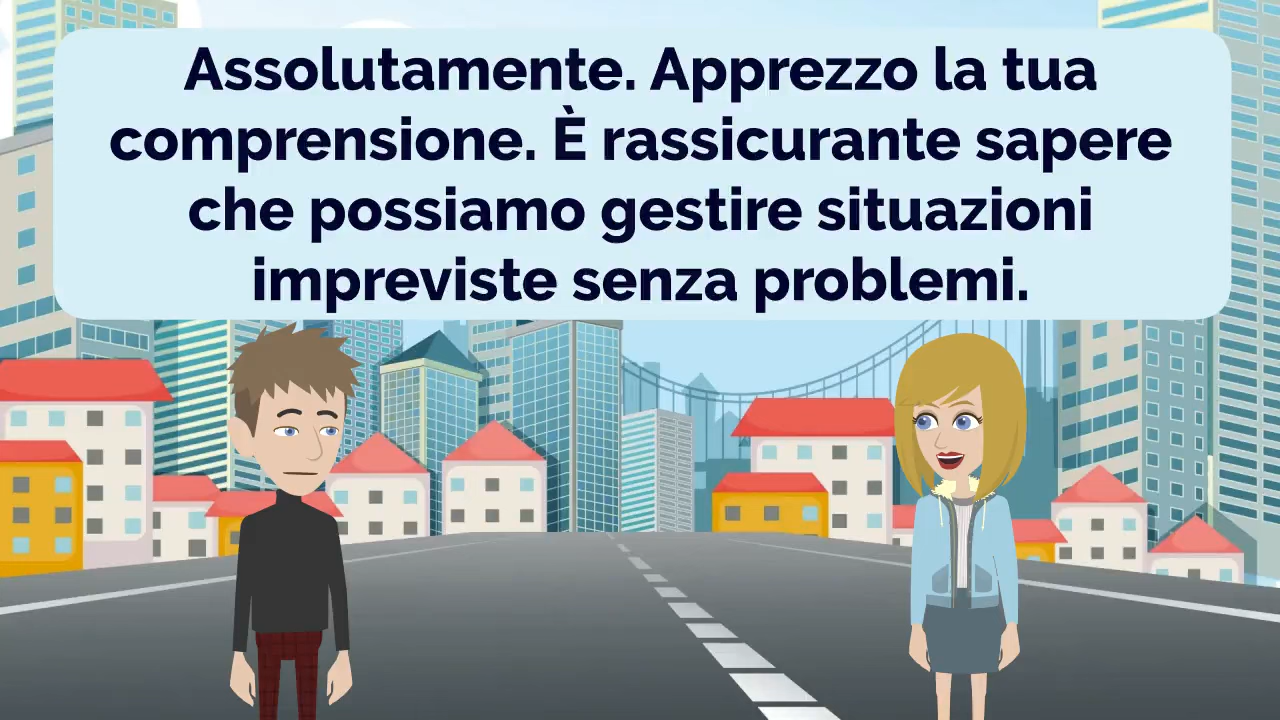 Assolutamente. Apprezzo la tua
comprensione. È rassicurante sapere
che possiamo gestire situazioni
impreviste senza problemi.